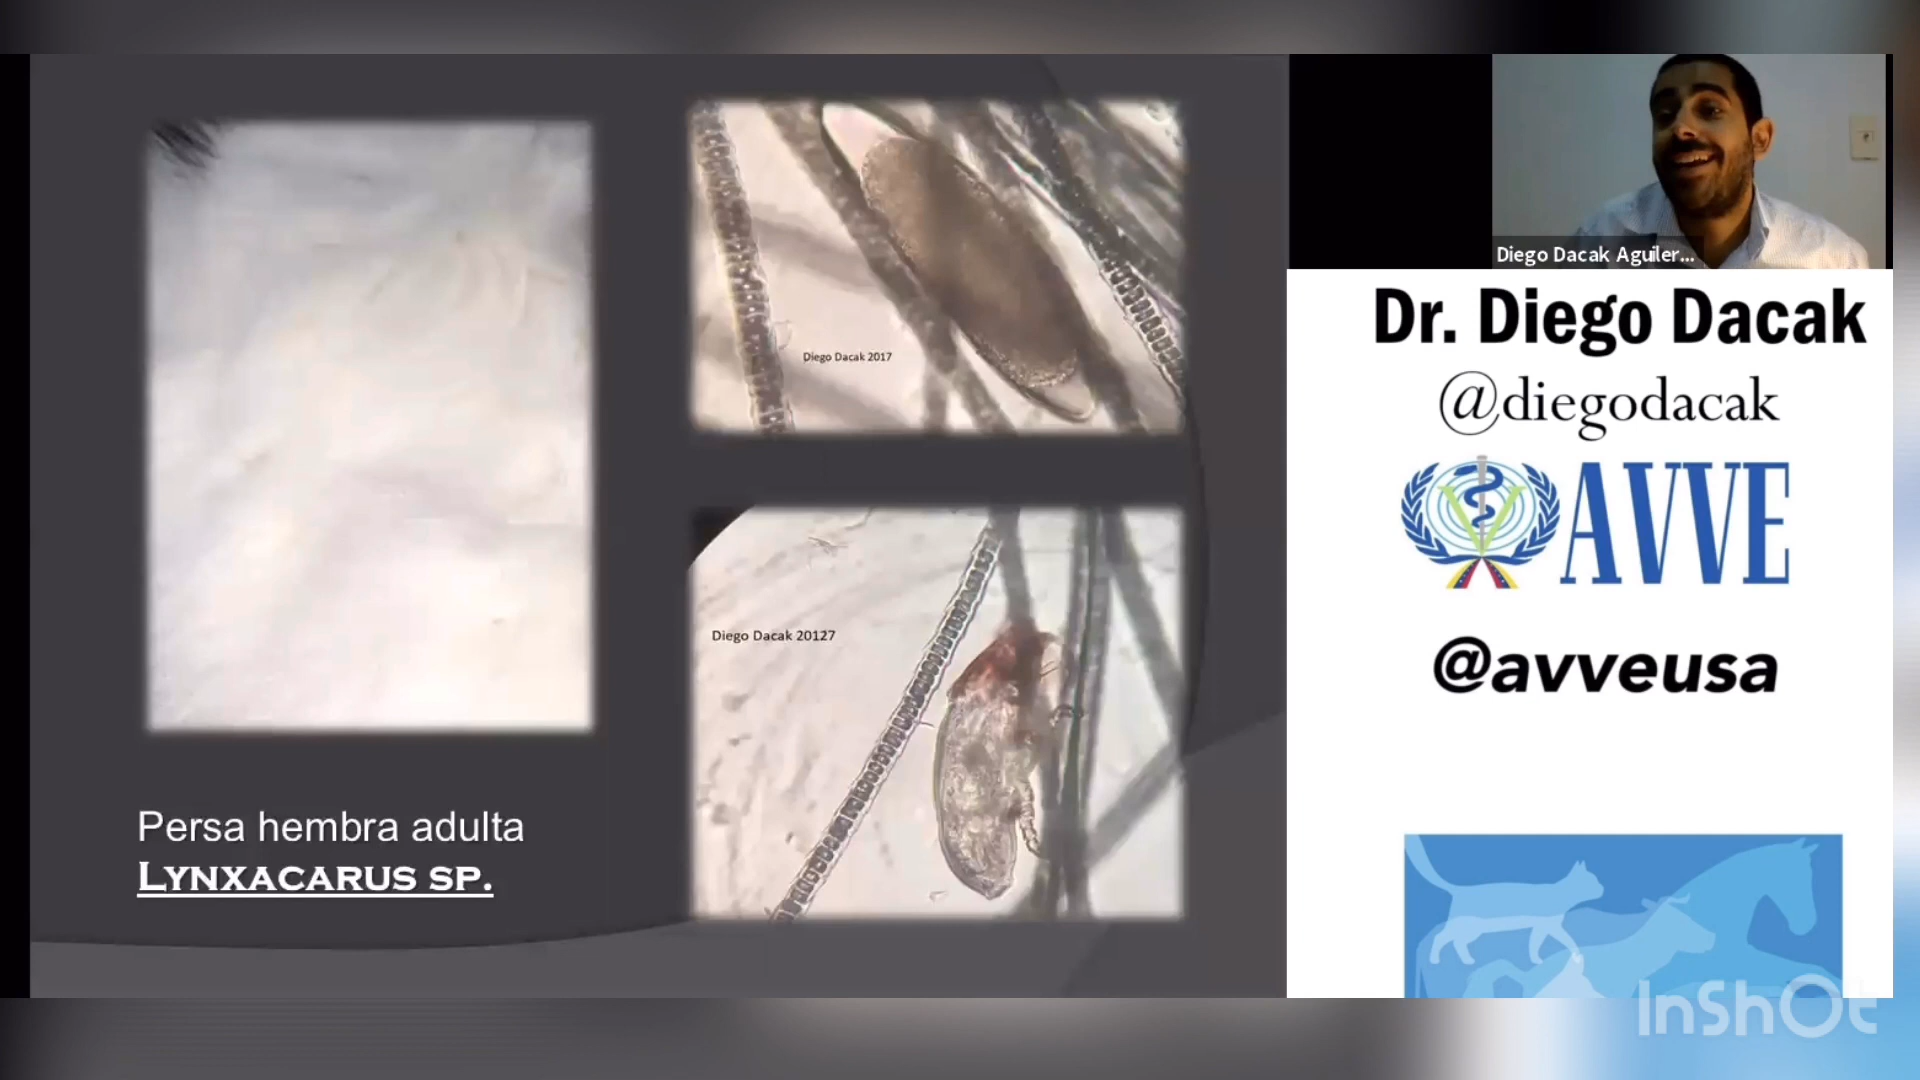 Diego Dacak 2017
Diego Dacak 20127
Persa hembra adulta
LYNXACARUS SP.
Diego Dacak Aguiler...
Dr. Diego Dacak
@diegodacak
AVVE
@avveusa
InShOt